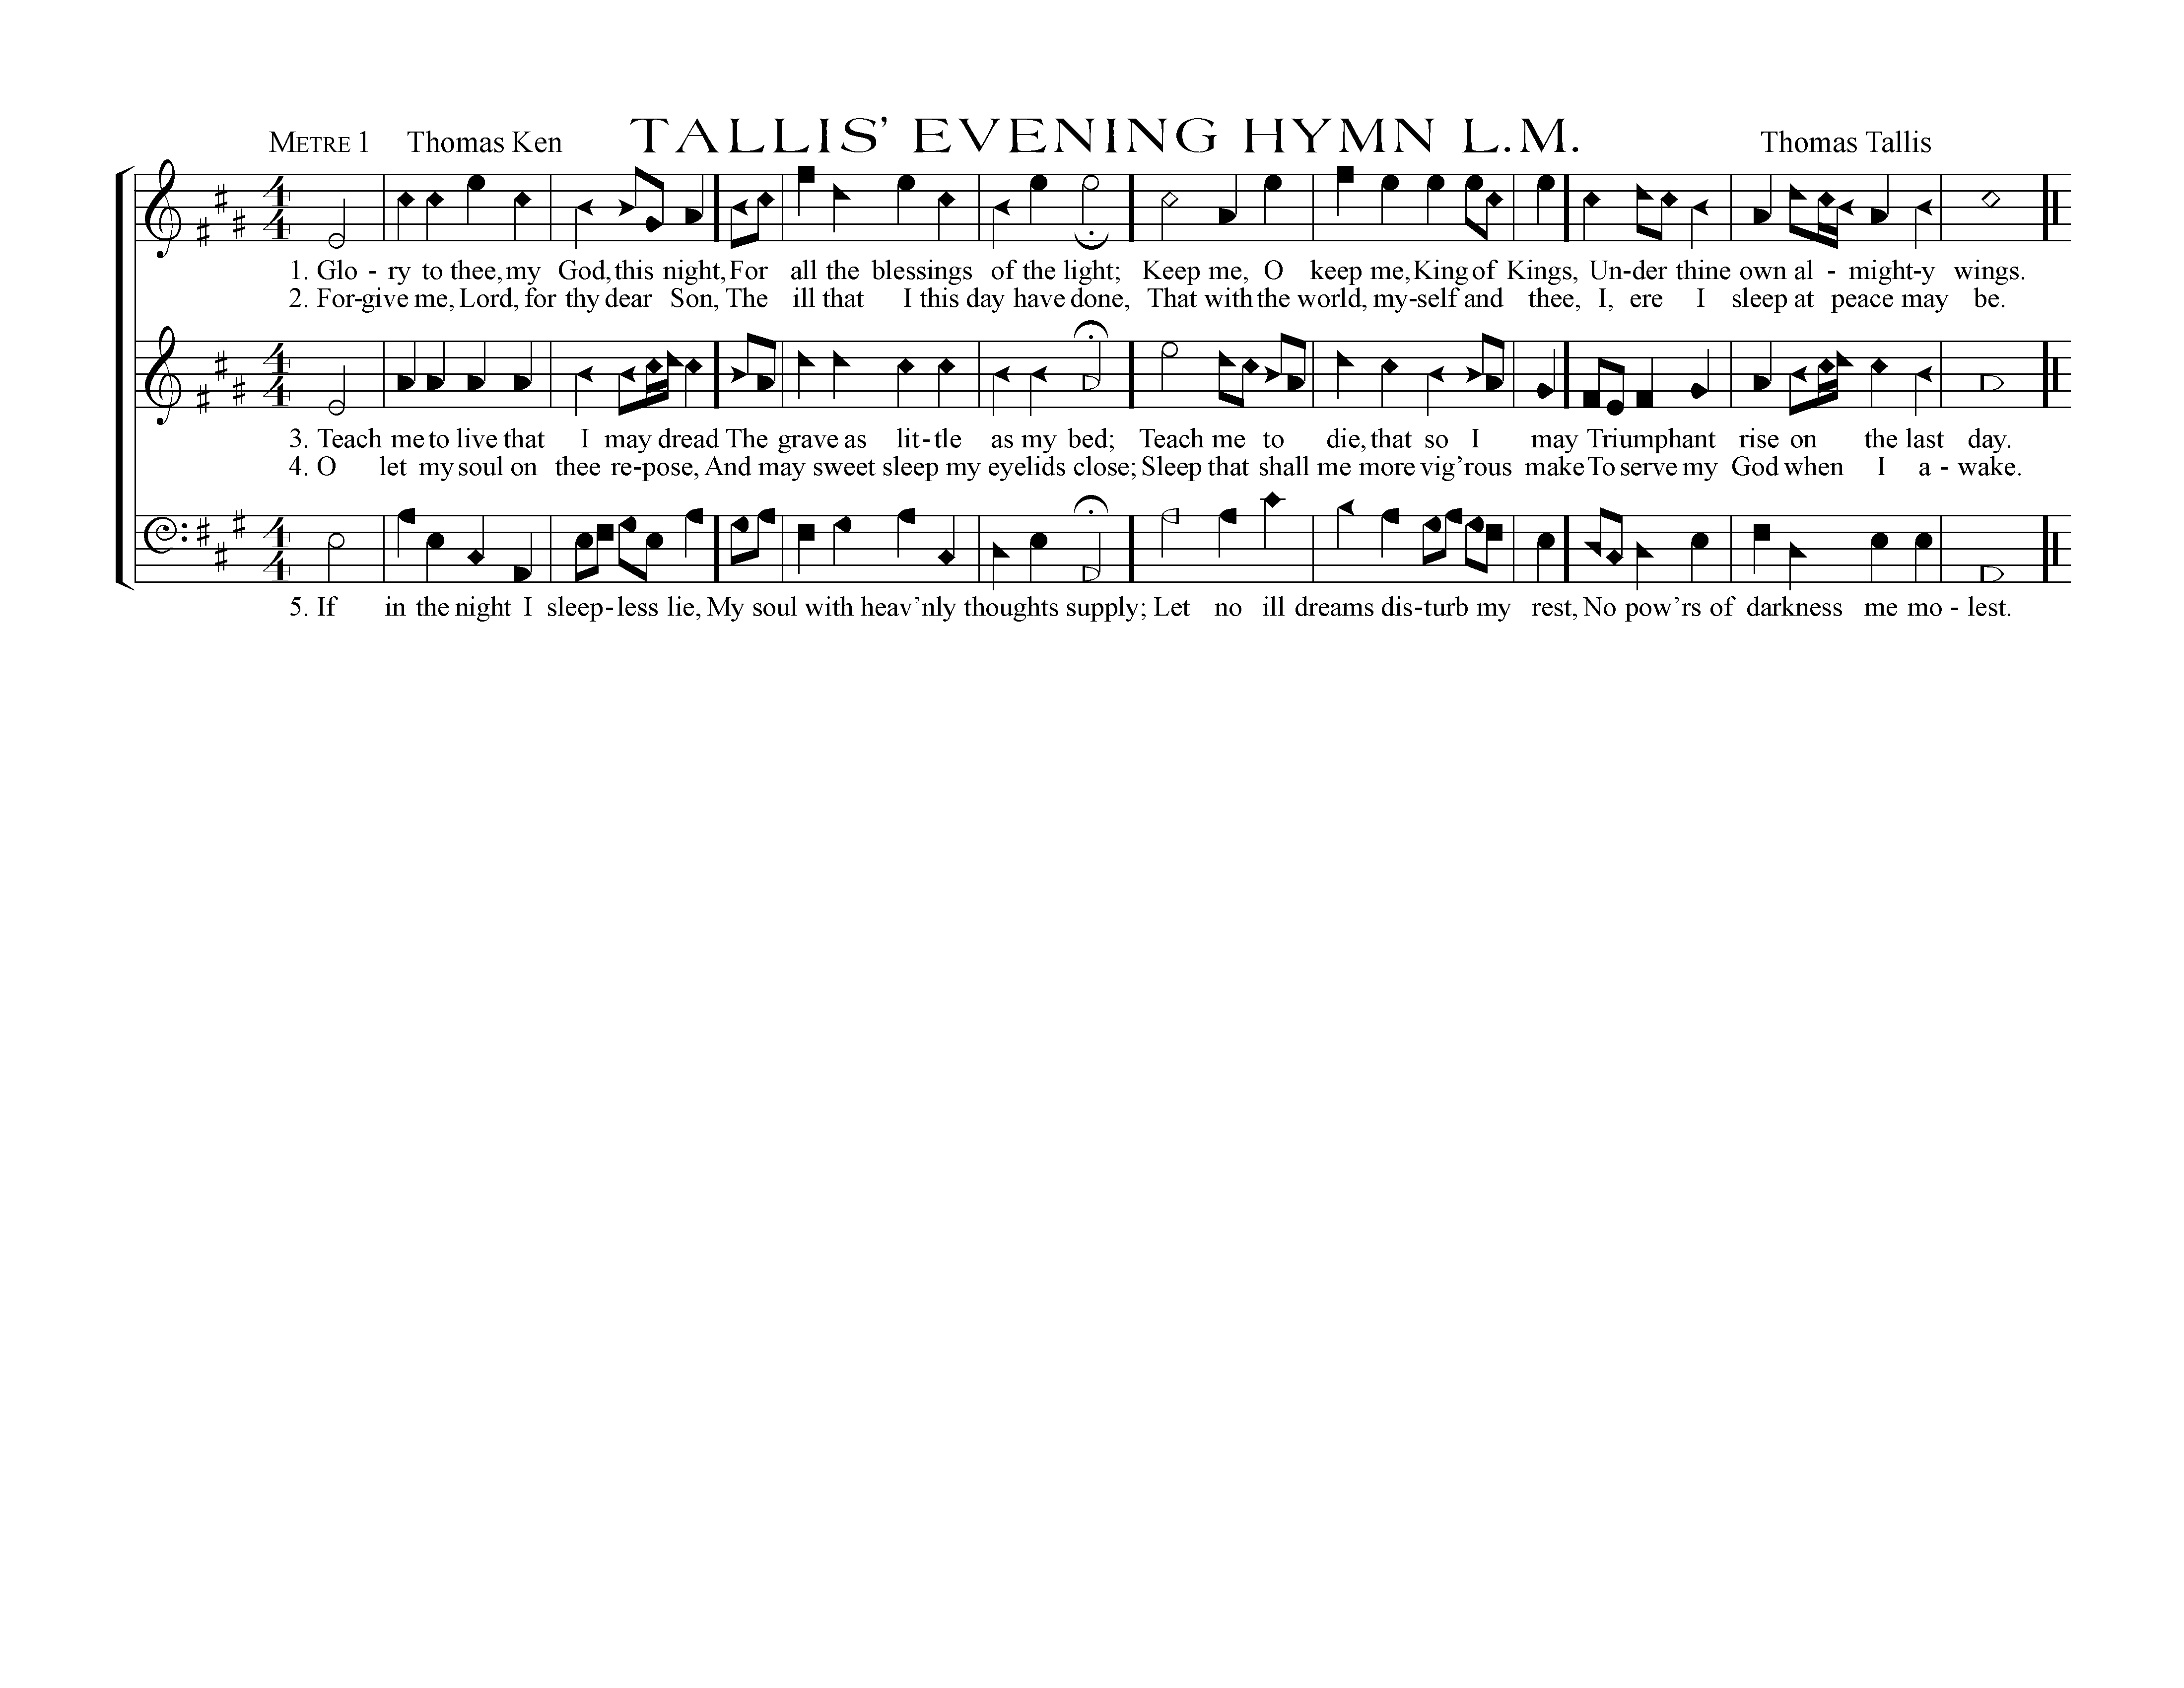 METRE 1 Thomas Ken TALLIS’ EVENING HYMN L.M. Thomas Tallis
4 4
1. Glo - ry to thee, my God, this night, For all the blessings of the light; Keep me, O keep me, King of Kings, Un-der thine own al - might-y wings.
2. For-give me, Lord, for thy dear Son, The ill that I this day have done, That with the world, my-self and thee, I, ere I sleep at peace may be.
4 4
3. Teach me to live that I may dread The grave as lit-tle as my bed; Teach me to die, that so I may Triumphant rise on the last day.
4. O let my soul on thee re-pose, And may sweet sleep my eyelids close; Sleep that shall me more vig’rous make To serve my God when I a - wake.
4 4
5. If in the night I sleep-less lie, My soul with heav’nly thoughts supply; Let no ill dreams dis-turb my rest, No pow’rs of darkness me mo - lest.